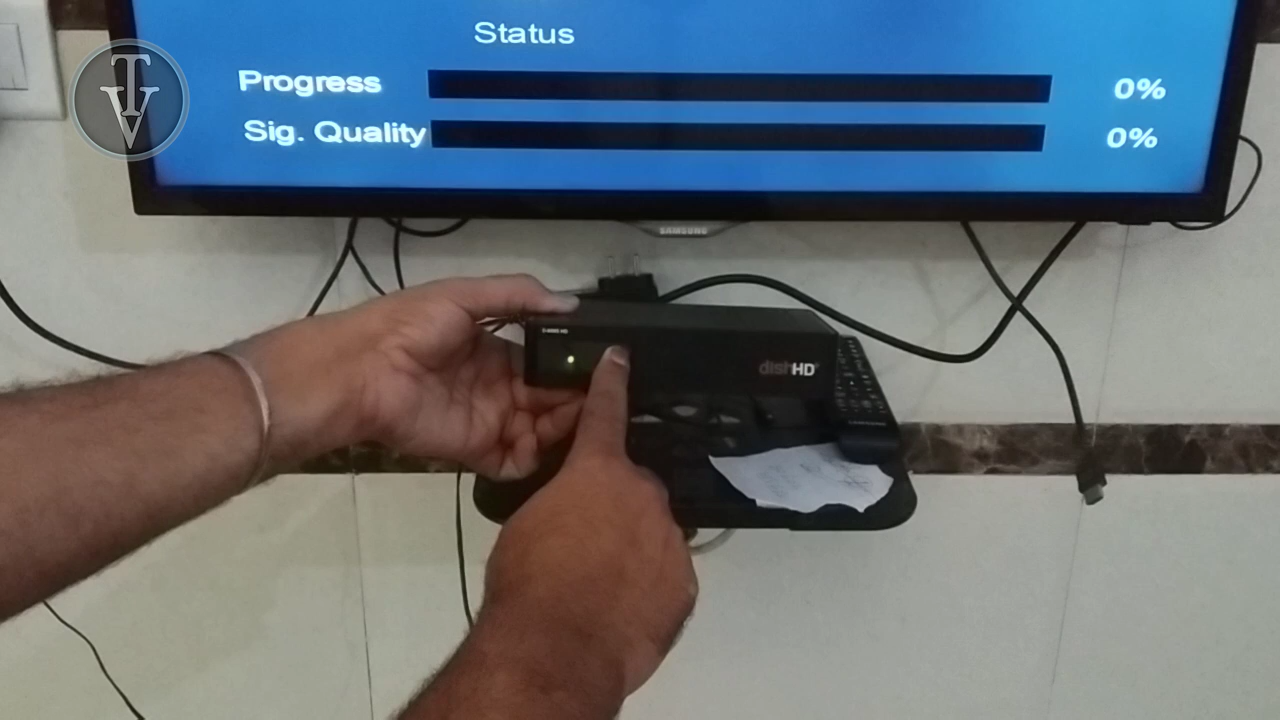 Status
Progress 0%
Sig. Quality 0%
TV
SAMSUNG
dishHD